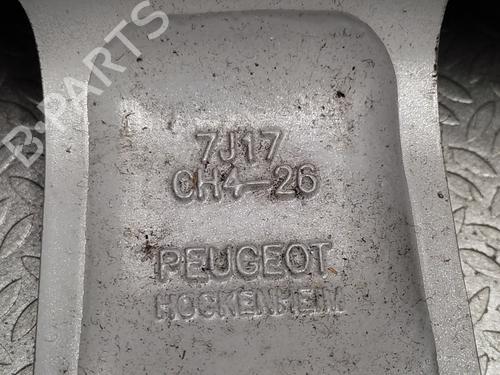 B-PARTS
7J17
CH4-26
PEUGEOT
HOCKENHEIM